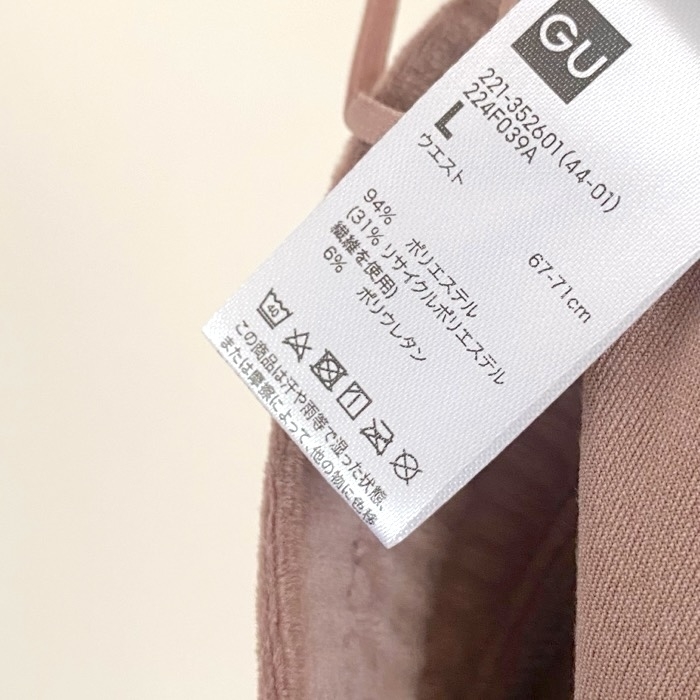 GU
221-352601(44-01)
224F039A
L
ウエスト 67-71cm
94% ポリエステル
(31% リサイクルポリエステル
繊維を使用)
6% ポリウレタン
40
この商品は汗や雨等で湿った状態、
または摩擦によって、他の物に色移